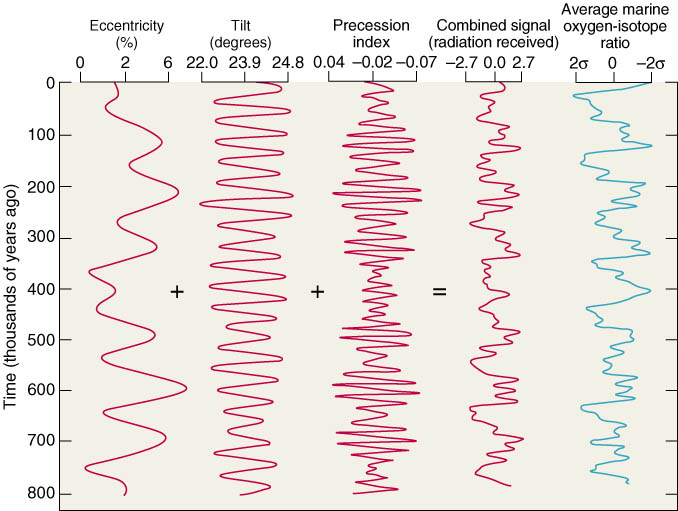 Eccentricity
(%)
Tilt
(degrees)
Precession
index
Combined signal
(radiation received)
Average marine
oxygen-isotope
ratio
0 2 6
22.0 23.9 24.8
0.04 –0.02 –0.07
–2.7 0.0 2.7
2σ 0 –2σ
0
100
200
300
400
500
600
700
800
Time (thousands of years ago)
+
+
=